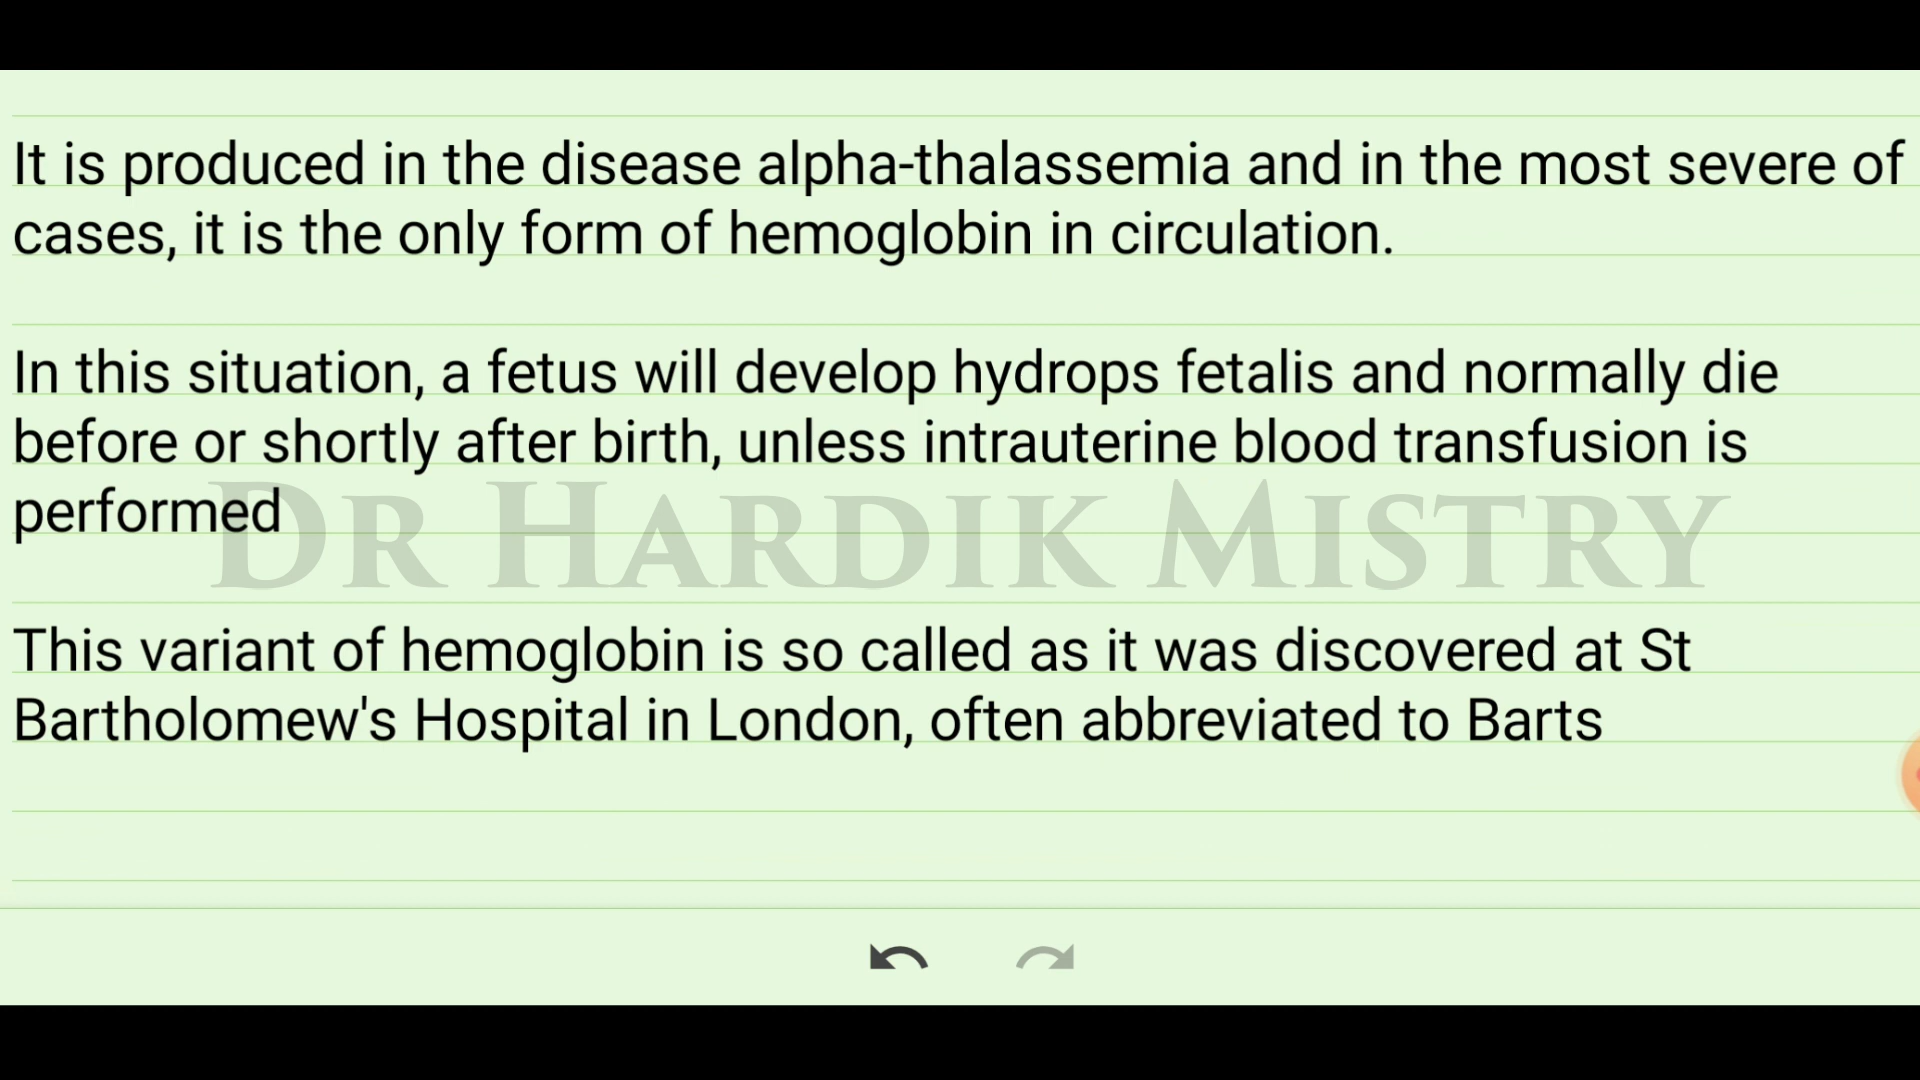 It is produced in the disease alpha-thalassemia and in the most severe of
cases, it is the only form of hemoglobin in circulation.
In this situation, a fetus will develop hydrops fetalis and normally die
before or shortly after birth, unless intrauterine blood transfusion is
performed
DR HARDIK MISTRY
This variant of hemoglobin is so called as it was discovered at St
Bartholomew's Hospital in London, often abbreviated to Barts